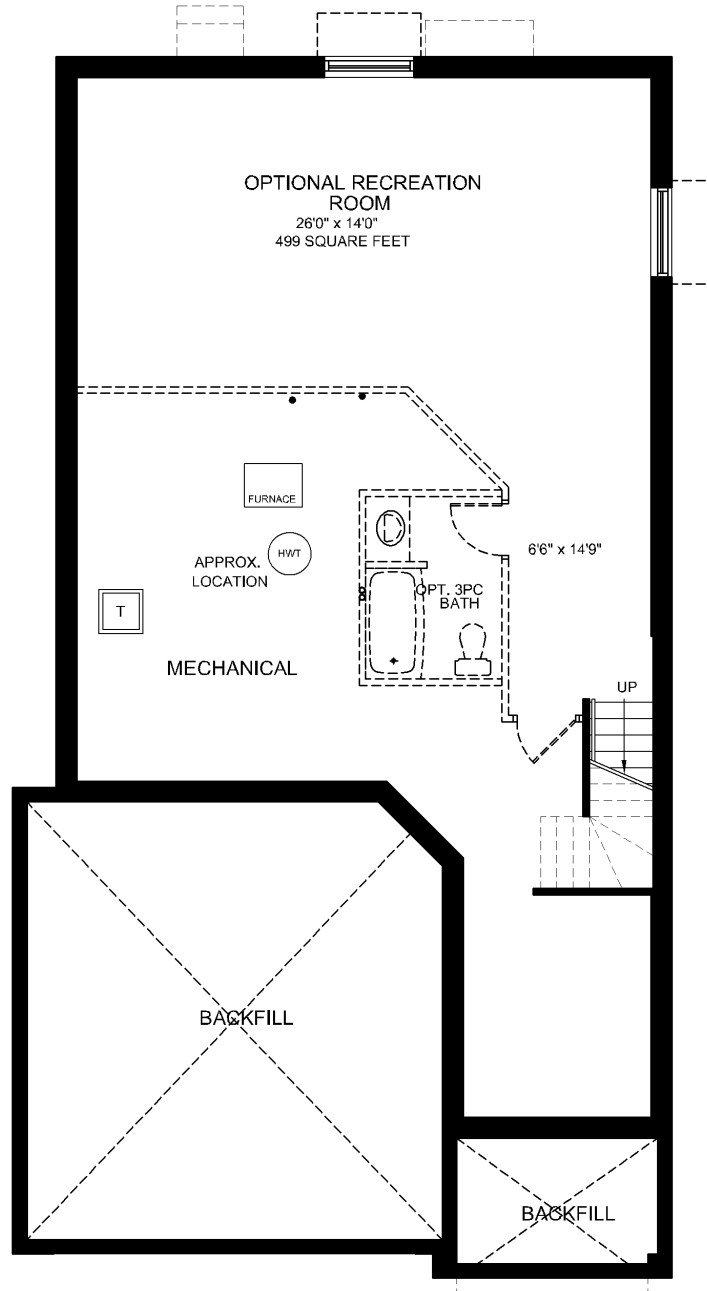 OPTIONAL RECREATION
ROOM
26'0" x 14'0"
499 SQUARE FEET
FURNACE
HWT
APPROX.
LOCATION
6'6" x 14'9"
OPT. 3PC
BATH
T
MECHANICAL
UP
BACKFILL
BACKFILL